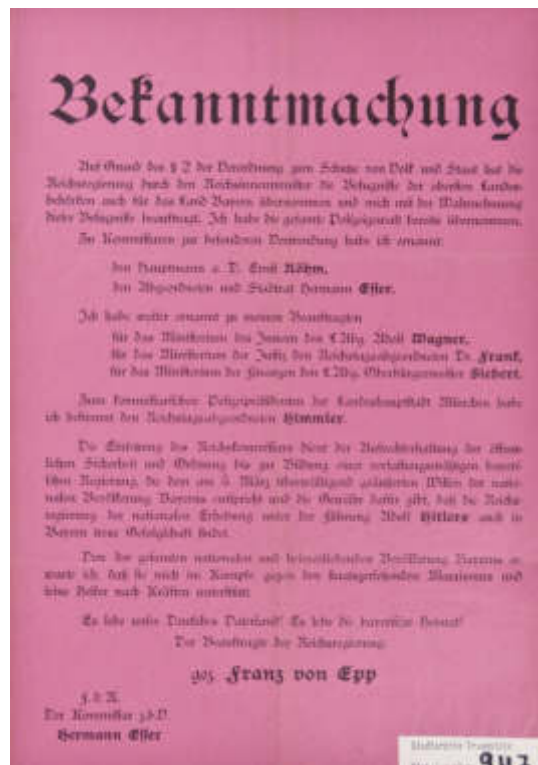 Bekanntmachung
Auf Grund des § 2 der Verordnung zum Schutze von Volk und Staat hat die
Reichsregierung durch den Reichsinnenminister die Befugnisse der obersten Landes-
behörden auch für das Land Bayern übernommen und mich mit der Wahrnehmung
dieser Befugnisse beauftragt. Ich habe die gesamte Polizeigewalt bereits übernommen.
Zu Kommissaren zur besonderen Verwendung habe ich ernannt:
den Hauptmann a. D. Ernst Röhm,
den Abgeordneten und Stadtrat Hermann Esser.
Ich habe weiter ernannt zu meinen Beauftragten
für das Ministerium des Innern den L.Abg. Adolf Wagner,
für das Ministerium der Justiz den Reichstagsabgeordneten Dr. Frank,
für das Ministerium der Finanzen den L.Abg. Oberbürgermeister Siebert.
Zum kommissarischen Polizeipräsidenten der Landeshauptstadt München habe
ich bestimmt den Reichstagsabgeordneten Himmler.
Die Einsetzung des Reichskommissars dient der Aufrechterhaltung der öffent-
lichen Sicherheit und Ordnung bis zur Bildung einer verfassungsmäßigen bayeri-
schen Regierung, die dem am 5. März überwältigend geäußerten Willen der natio-
nalen Bevölkerung Bayerns entspricht und die Gewähr dafür gibt, daß die Reichs-
regierung der nationalen Erhebung unter der Führung Adolf Hitlers auch in
Bayern treue Gefolgschaft findet.
Von der gesamten nationalen und heimatliebenden Bevölkerung Bayerns er-
warte ich, daß sie mich im Kampfe gegen den Marxismus und
seine Helfer nach Kräften unterstützt.
Es lebe unser Deutsches Vaterland! Es lebe die bayerische Heimat!
Der Beauftragte der Reichsregierung:
gez. Franz von Epp
F. d. R.
Der Kommissar z.b.V.
Hermann Esser
947